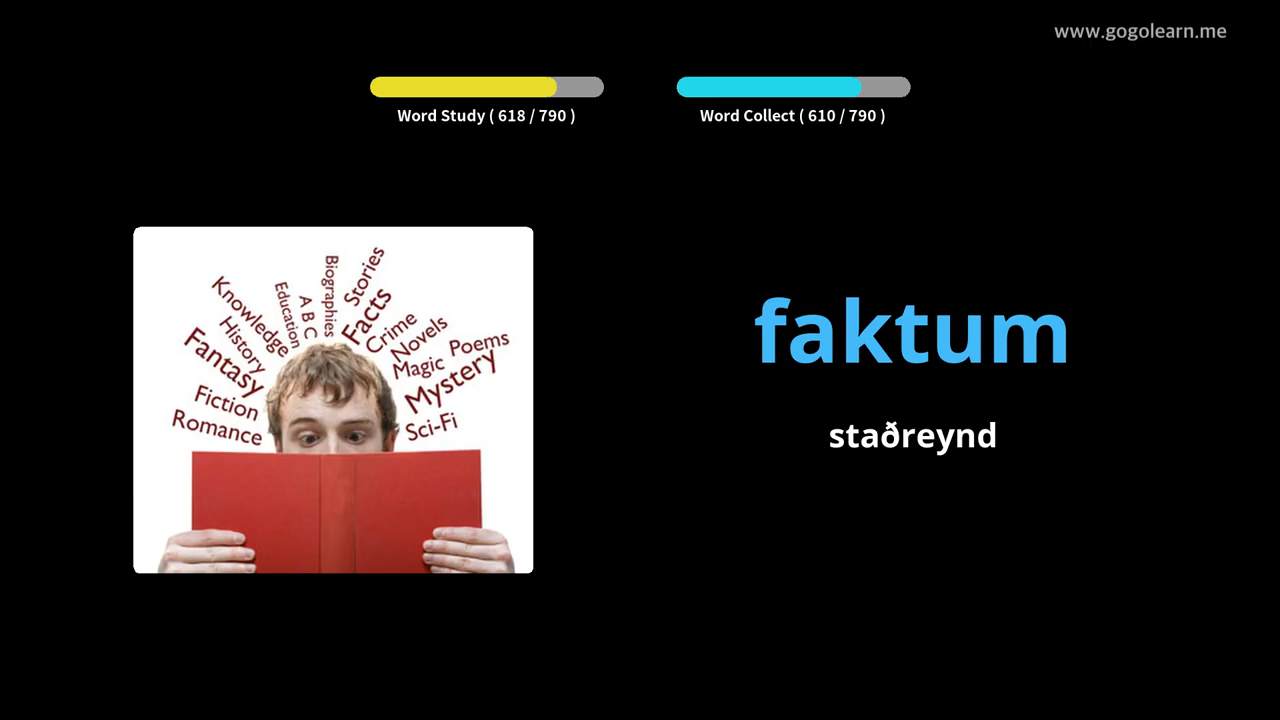 www.gogolearn.me
Word Study ( 618 / 790 )
Word Collect ( 610 / 790 )
Biographies
Stories
Education
A B C
Facts
Knowledge
Crime
History
Novels
Poems
Fantasy
Magic
Mystery
Fiction
Romance
Sci-Fi
faktum
staðreynd